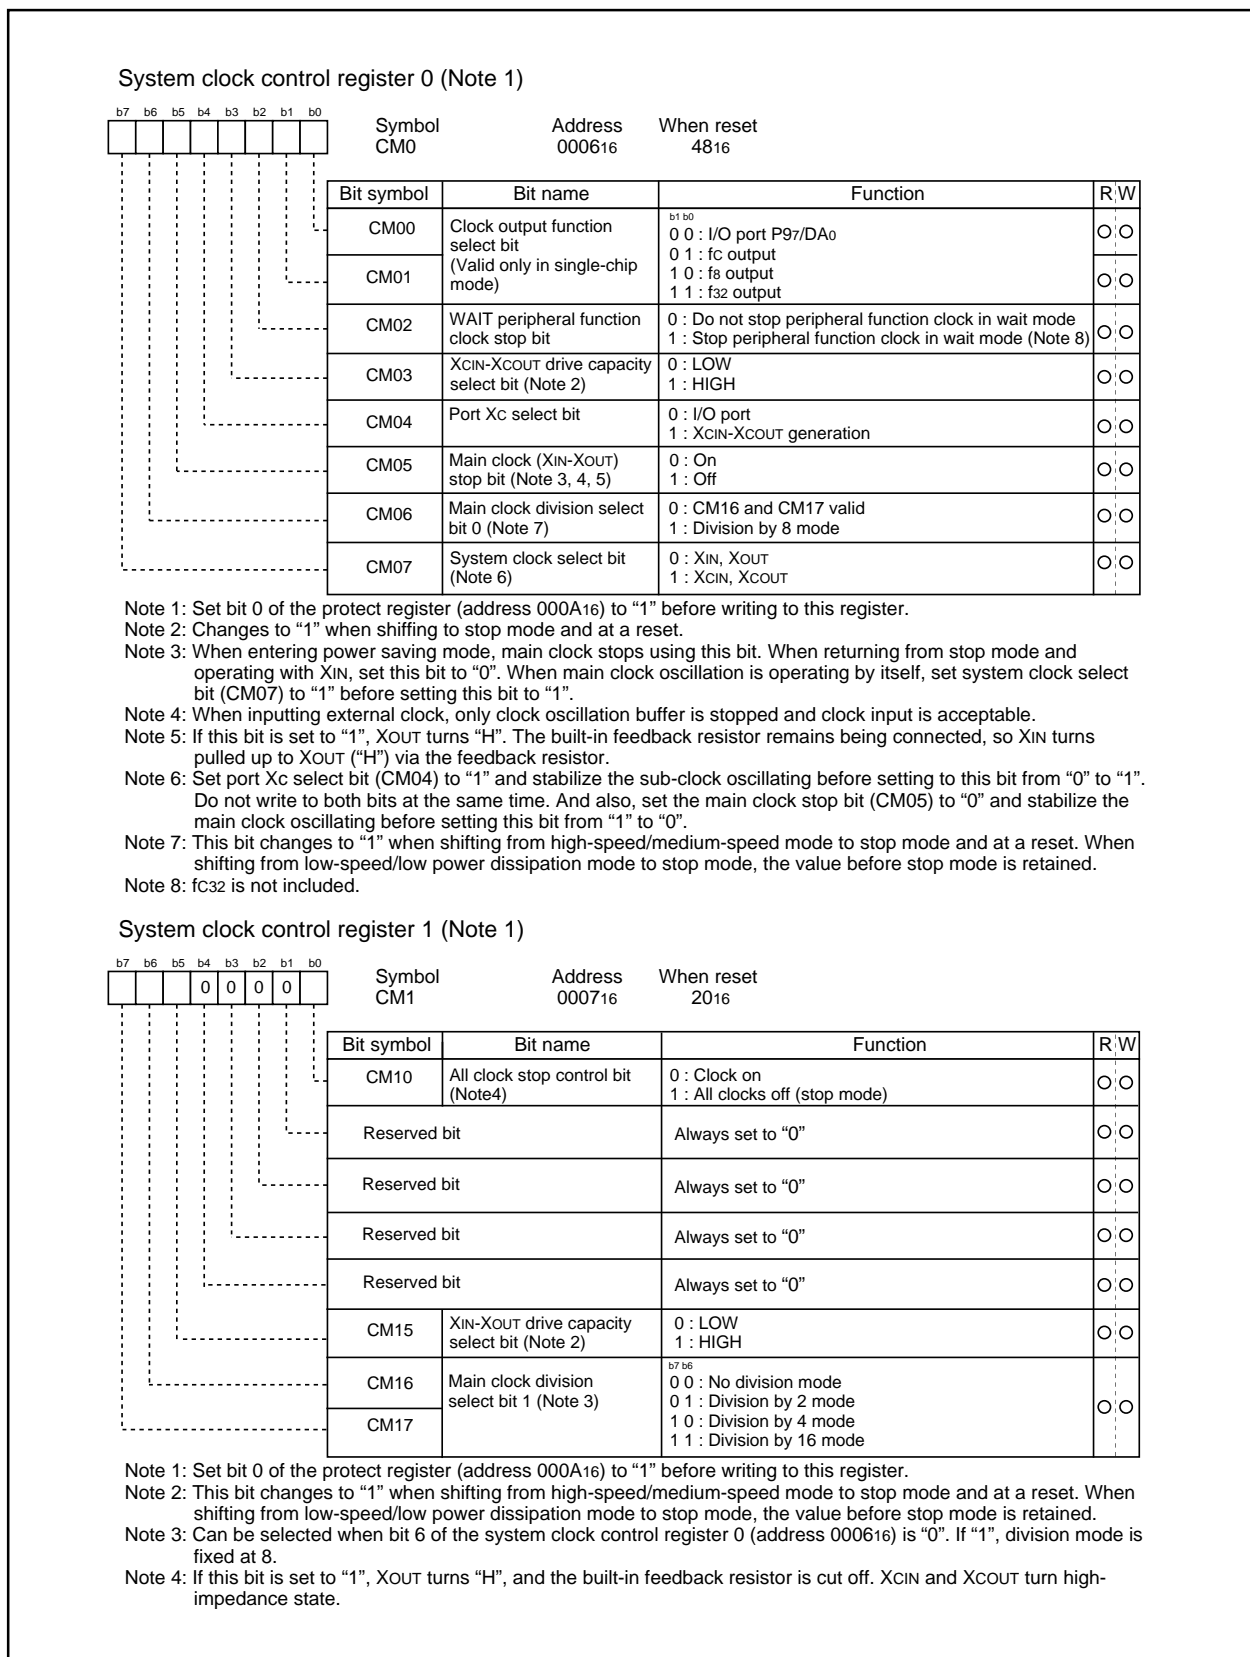 System clock control register 0 (Note 1)
b7 b6 b5 b4 b3 b2 b1 b0
Symbol Address When reset
CM0 000616 4816
Bit symbol Bit name Function R W
CM00 Clock output function select bit (Valid only in single-chip mode)
CM01
b1 b0
0 0 : I/O port P97/DA0
0 1 : fC output
1 0 : f8 output
1 1 : f32 output
CM02 WAIT peripheral function clock stop bit
0 : Do not stop peripheral function clock in wait mode
1 : Stop peripheral function clock in wait mode (Note 8)
CM03 XCIN-XCOUT drive capacity select bit (Note 2)
0 : LOW
1 : HIGH
CM04 Port XC select bit
0 : I/O port
1 : XCIN-XCOUT generation
CM05 Main clock (XIN-XOUT) stop bit (Note 3, 4, 5)
0 : On
1 : Off
CM06 Main clock division select bit 0 (Note 7)
0 : CM16 and CM17 valid
1 : Division by 8 mode
CM07 System clock select bit (Note 6)
0 : XIN, XOUT
1 : XCIN, XCOUT
Note 1: Set bit 0 of the protect register (address 000A16) to “1” before writing to this register.
Note 2: Changes to “1” when shiffing to stop mode and at a reset.
Note 3: When entering power saving mode, main clock stops using this bit. When returning from stop mode and
operating with XIN, set this bit to “0”. When main clock oscillation is operating by itself, set system clock select
bit (CM07) to “1” before setting this bit to “1”.
Note 4: When inputting external clock, only clock oscillation buffer is stopped and clock input is acceptable.
Note 5: If this bit is set to “1”, XOUT turns “H”. The built-in feedback resistor remains being connected, so XIN turns
pulled up to XOUT (“H”) via the feedback resistor.
Note 6: Set port Xc select bit (CM04) to “1” and stabilize the sub-clock oscillating before setting to this bit from “0” to “1”.
Do not write to both bits at the same time. And also, set the main clock stop bit (CM05) to “0” and stabilize the
main clock oscillating before setting this bit from “1” to “0”.
Note 7: This bit changes to “1” when shifting from high-speed/medium-speed mode to stop mode and at a reset. When
shifting from low-speed/low power dissipation mode to stop mode, the value before stop mode is retained.
Note 8: fC32 is not included.
System clock control register 1 (Note 1)
b7 b6 b5 b4 b3 b2 b1 b0
0 0 0 0
Symbol Address When reset
CM1 000716 2016
Bit symbol Bit name Function R W
CM10 All clock stop control bit (Note4)
0 : Clock on
1 : All clocks off (stop mode)
Reserved bit Always set to “0”
Reserved bit Always set to “0”
Reserved bit Always set to “0”
Reserved bit Always set to “0”
CM15 XIN-XOUT drive capacity select bit (Note 2)
0 : LOW
1 : HIGH
CM16 Main clock division select bit 1 (Note 3)
CM17
b7 b6
0 0 : No division mode
0 1 : Division by 2 mode
1 0 : Division by 4 mode
1 1 : Division by 16 mode
Note 1: Set bit 0 of the protect register (address 000A16) to “1” before writing to this register.
Note 2: This bit changes to “1” when shifting from high-speed/medium-speed mode to stop mode and at a reset. When
shifting from low-speed/low power dissipation mode to stop mode, the value before stop mode is retained.
Note 3: Can be selected when bit 6 of the system clock control register 0 (address 000616) is “0”. If “1”, division mode is
fixed at 8.
Note 4: If this bit is set to “1”, XOUT turns “H”, and the built-in feedback resistor is cut off. XCIN and XCOUT turn high-
impedance state.